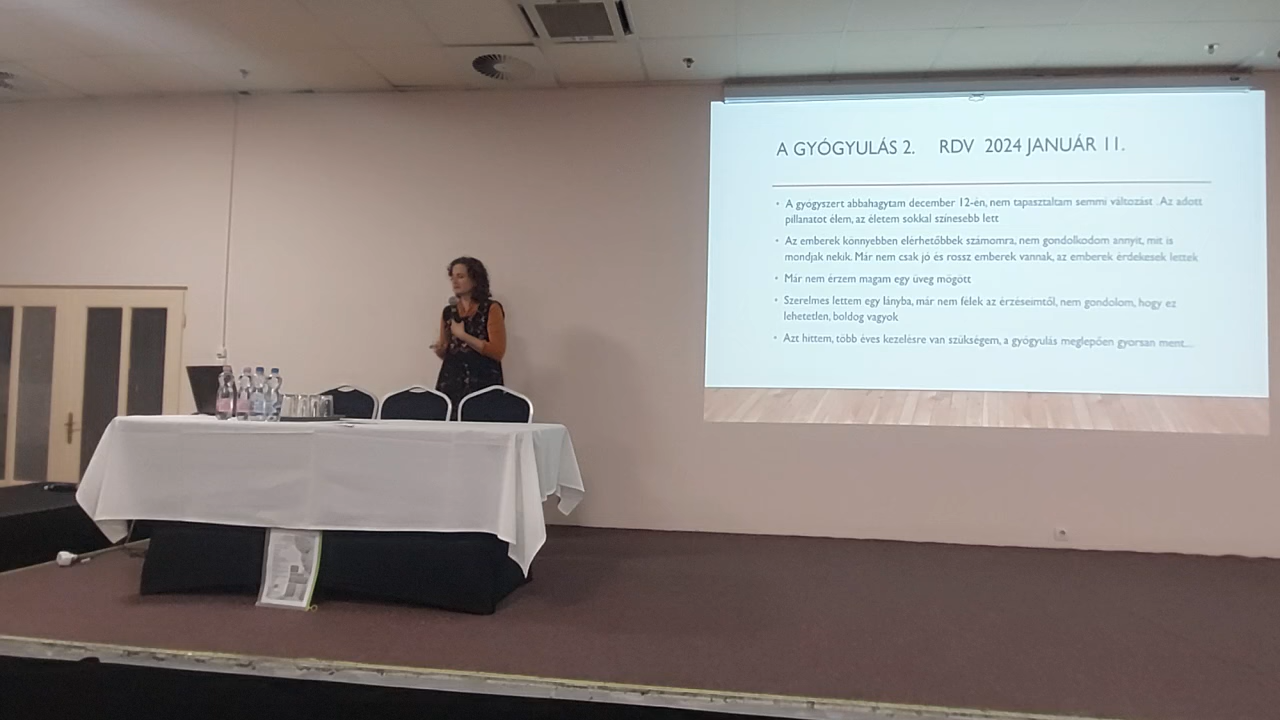 A GYÓGYULÁS 2. RDV 2024 JANUÁR 11.
• A gyógyszert abbahagytam december 12-én, nem tapasztaltam semmi változást . Az adott
pillanatot élem, az életem sokkal színesebb lett
• Az emberek könnyebben elérhetőbbek számomra, nem gondolkodom annyit, mit is
mondjak nekik. Már nem csak jó és rossz emberek vannak, az emberek érdekesek lettek
• Már nem érzem magam egy üveg mögött
• Szerelmes lettem egy lányba, már nem félek az érzéseimtől, nem gondolom, hogy ez
lehetetlen, boldog vagyok
• Azt hittem, több éves kezelésre van szükségem, a gyógyulás meglepően gyorsan ment...